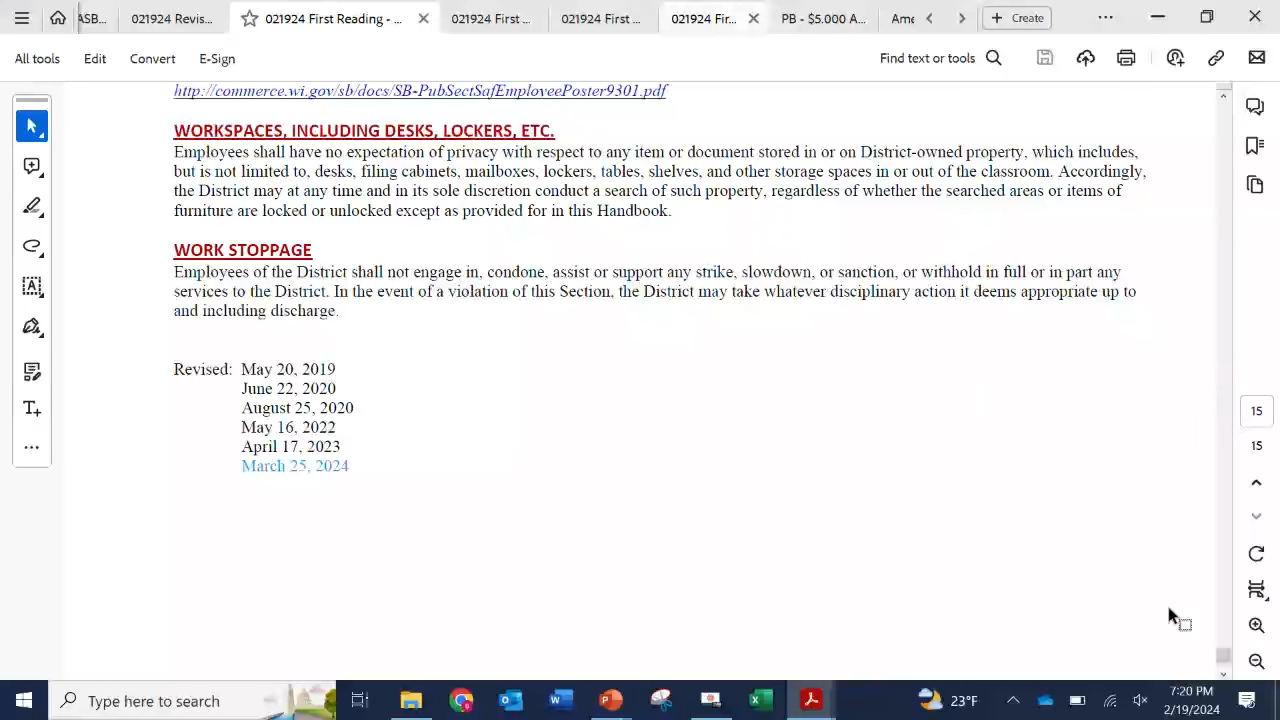 ASB...
021924 Revis...
021924 First Reading - ...
021924 First ...
021924 First ...
021924 Fir...
PB - $5.000 A...
Ame
Create
All tools
Edit
Convert
E-Sign
Find text or tools
http://commerce.wi.gov/sb/docs/SB-PubSectSafEmployeePoster9301.pdf
WORKSPACES, INCLUDING DESKS, LOCKERS, ETC.
Employees shall have no expectation of privacy with respect to any item or document stored in or on District-owned property, which includes,
but is not limited to, desks, filing cabinets, mailboxes, lockers, tables, shelves, and other storage spaces in or out of the classroom. Accordingly,
the District may at any time and in its sole discretion conduct a search of such property, regardless of whether the searched areas or items of
furniture are locked or unlocked except as provided for in this Handbook.
WORK STOPPAGE
Employees of the District shall not engage in, condone, assist or support any strike, slowdown, or sanction, or withhold in full or in part any
services to the District. In the event of a violation of this Section, the District may take whatever disciplinary action it deems appropriate up to
and including discharge.
Revised: May 20, 2019
June 22, 2020
August 25, 2020
May 16, 2022
April 17, 2023
March 25, 2024
15
15
Type here to search
23°F
7:20 PM
2/19/2024